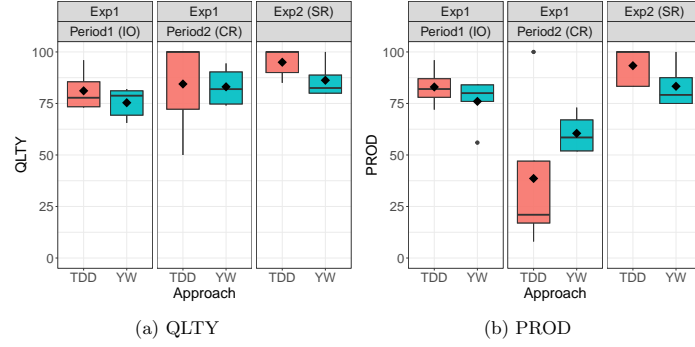 Exp1 Exp1 Exp2 (SR)
Period1 (IO) Period2 (CR)
100
75
50
25
0
QLTY
TDD YW TDD YW TDD YW
Approach
(a) QLTY
Exp1 Exp1 Exp2 (SR)
Period1 (IO) Period2 (CR)
100
75
50
25
0
PROD
TDD YW TDD YW TDD YW
Approach
(b) PROD